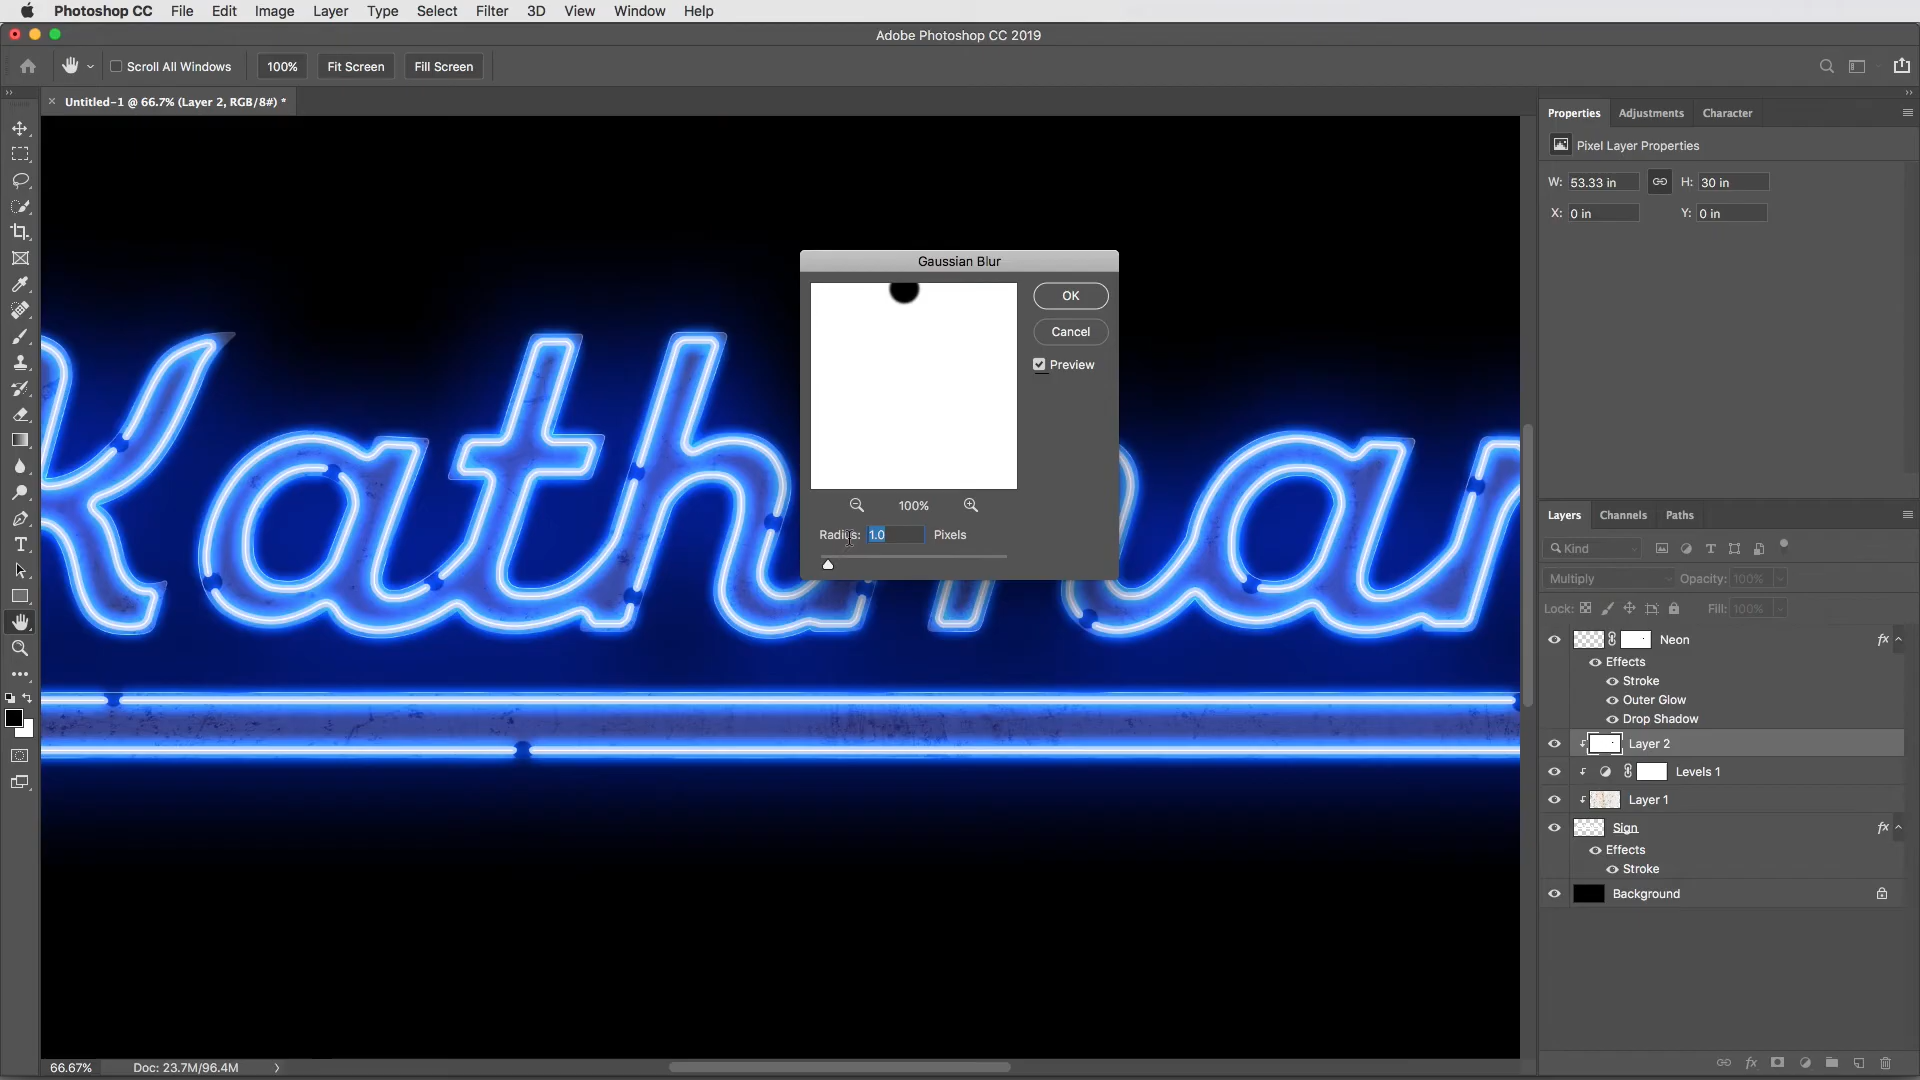 Photoshop CC File Edit Image Layer Type Select Filter 3D View Window Help
Adobe Photoshop CC 2019
Scroll All Windows 100% Fit Screen Fill Screen
Untitled-1 @ 66.7% (Layer 2, RGB/8#) *
Properties Adjustments Character
Pixel Layer Properties
W: 53.33 in H: 30 in
X: 0 in Y: 0 in
Gaussian Blur
OK
Cancel
Preview
100%
Radius: 1.0 Pixels
Layers Channels Paths
Kind
Multiply Opacity: 100%
Lock: Fill: 100%
Neon fx
Effects
Stroke
Outer Glow
Drop Shadow
Layer 2
Levels 1
Layer 1
Sign fx
Effects
Stroke
Background
66.67% Doc: 23.7M/96.4M